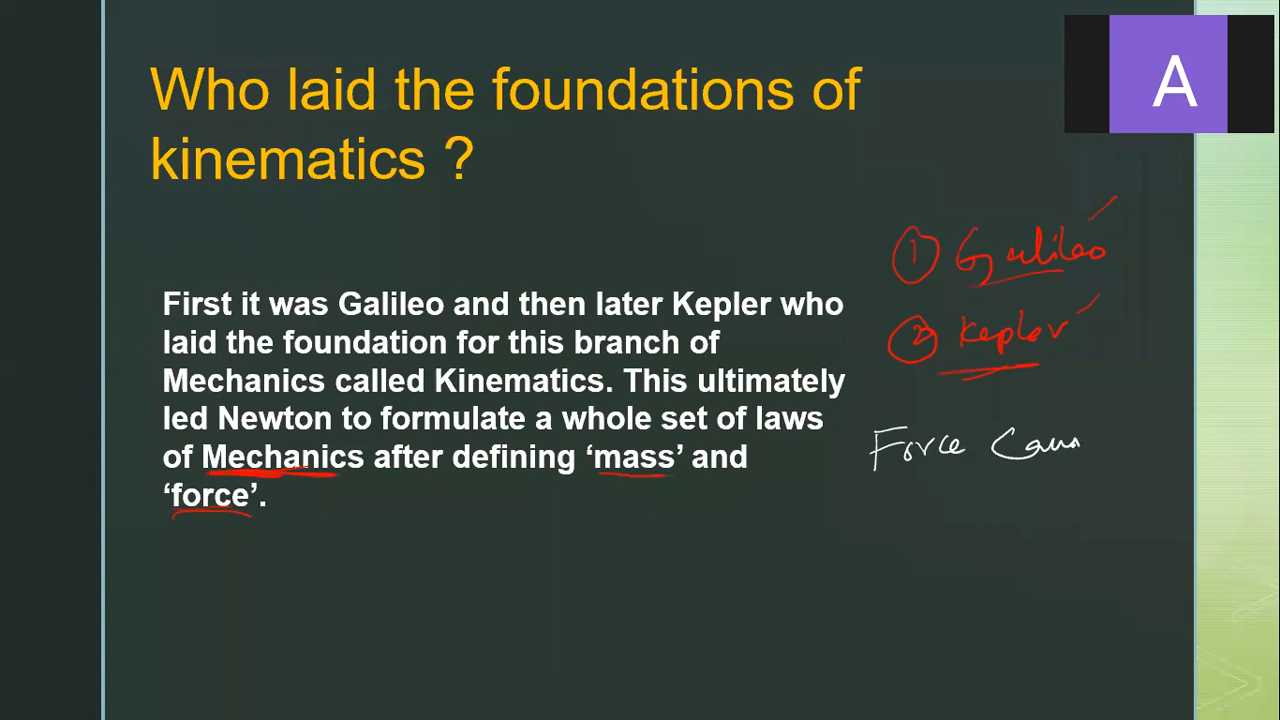 Who laid the foundations of
kinematics ?
A
① Galileo
② Kepler
First it was Galileo and then later Kepler who
laid the foundation for this branch of
Mechanics called Kinematics. This ultimately
led Newton to formulate a whole set of laws
of Mechanics after defining ‘mass’ and
‘force’.
Force